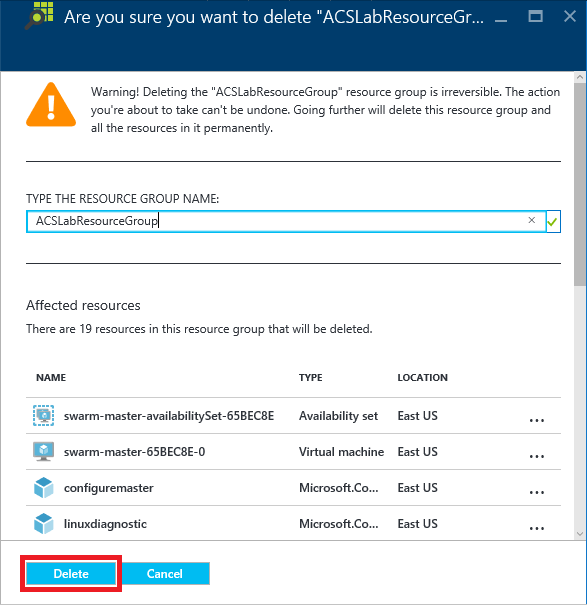 Are you sure you want to delete "ACSLabResourceGr...
Warning! Deleting the "ACSLabResourceGroup" resource group is irreversible. The action
you're about to take can't be undone. Going further will delete this resource group and
all the resources in it permanently.
TYPE THE RESOURCE GROUP NAME:
ACSLabResourceGroup
Affected resources
There are 19 resources in this resource group that will be deleted.
NAME TYPE LOCATION
swarm-master-availabilitySet-65BEC8E Availability set East US ...
swarm-master-65BEC8E-0 Virtual machine East US ...
configuremaster Microsoft.Co... East US ...
linuxdiagnostic Microsoft.Co... East US ...
Delete Cancel